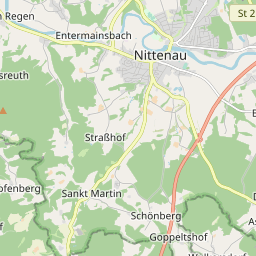 St 2
n Regen
Entermainsbach
Nittenau
sreuth
Straßhof
ofenberg
Sankt Martin
Schönberg
Goppeltshof